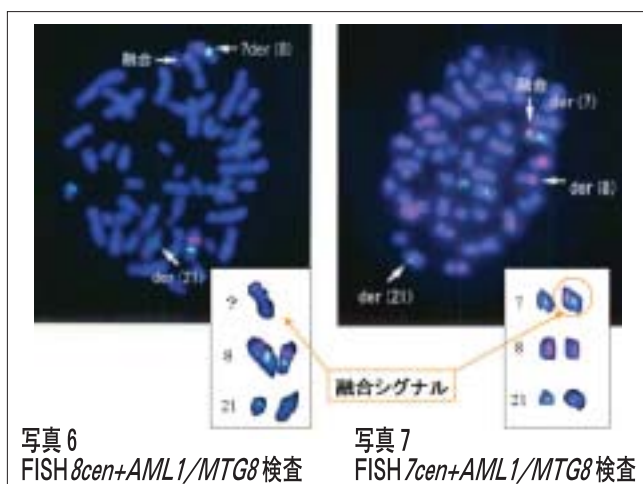 融合
?der (8)
der (21)
融合
der (7)
der (8)
der (21)
?
8
21
7
8
21
融合シグナル
写真 6
FISH 8cen+AML1/MTG8 検査
写真 7
FISH 7cen+AML1/MTG8 検査